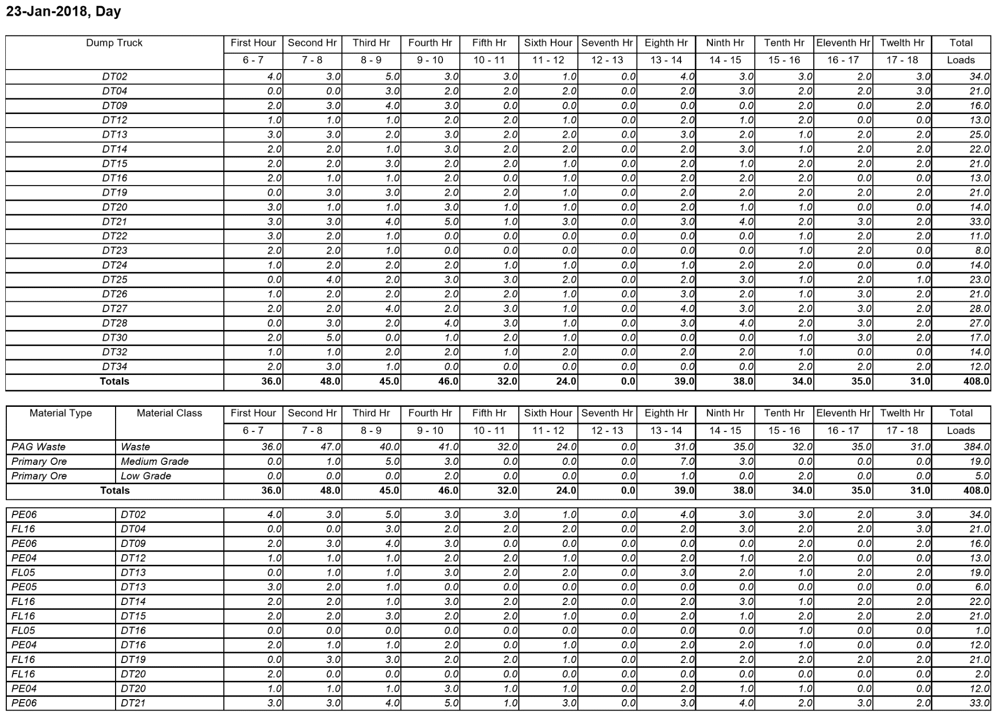 23-Jan-2018, Day
Dump Truck First Hour Second Hr Third Hr Fourth Hr Fifth Hr Sixth Hour Seventh Hr Eighth Hr Ninth Hr Tenth Hr Eleventh Hr Twelth Hr Total
6 - 7 7 - 8 8 - 9 9 - 10 10 - 11 11 - 12 12 - 13 13 - 14 14 - 15 15 - 16 16 - 17 17 - 18 Loads
DT02 4.0 3.0 5.0 3.0 3.0 1.0 0.0 4.0 3.0 3.0 2.0 3.0 34.0
DT04 0.0 0.0 3.0 2.0 2.0 2.0 0.0 2.0 3.0 2.0 2.0 3.0 21.0
DT09 2.0 3.0 4.0 3.0 0.0 0.0 0.0 0.0 0.0 2.0 0.0 2.0 16.0
DT12 1.0 1.0 1.0 2.0 2.0 1.0 0.0 2.0 1.0 2.0 0.0 0.0 13.0
DT13 3.0 3.0 2.0 3.0 2.0 2.0 0.0 3.0 2.0 1.0 2.0 2.0 25.0
DT14 2.0 2.0 1.0 3.0 2.0 2.0 0.0 2.0 3.0 1.0 2.0 2.0 22.0
DT15 2.0 2.0 3.0 2.0 2.0 1.0 0.0 2.0 1.0 2.0 2.0 2.0 21.0
DT16 2.0 1.0 1.0 2.0 0.0 1.0 0.0 2.0 2.0 2.0 0.0 0.0 13.0
DT19 0.0 3.0 3.0 2.0 2.0 1.0 0.0 2.0 2.0 2.0 2.0 2.0 21.0
DT20 3.0 1.0 1.0 3.0 1.0 1.0 0.0 2.0 1.0 1.0 0.0 0.0 14.0
DT21 3.0 3.0 4.0 5.0 1.0 3.0 0.0 3.0 4.0 2.0 3.0 2.0 33.0
DT22 3.0 2.0 1.0 0.0 0.0 0.0 0.0 0.0 0.0 1.0 2.0 2.0 11.0
DT23 2.0 2.0 1.0 0.0 0.0 0.0 0.0 0.0 0.0 1.0 2.0 0.0 8.0
DT24 1.0 2.0 2.0 2.0 1.0 1.0 0.0 1.0 2.0 2.0 0.0 0.0 14.0
DT25 0.0 4.0 2.0 3.0 3.0 2.0 0.0 2.0 3.0 1.0 2.0 1.0 23.0
DT26 1.0 2.0 2.0 2.0 2.0 1.0 0.0 3.0 2.0 1.0 3.0 2.0 21.0
DT27 2.0 2.0 4.0 2.0 3.0 1.0 0.0 4.0 3.0 2.0 3.0 2.0 28.0
DT28 0.0 3.0 2.0 4.0 3.0 1.0 0.0 3.0 4.0 2.0 3.0 2.0 27.0
DT30 2.0 5.0 0.0 1.0 2.0 1.0 0.0 0.0 0.0 1.0 3.0 2.0 17.0
DT32 1.0 1.0 2.0 2.0 1.0 2.0 0.0 2.0 2.0 1.0 0.0 0.0 14.0
DT34 2.0 3.0 1.0 0.0 0.0 0.0 0.0 0.0 0.0 2.0 2.0 2.0 12.0
Totals 36.0 48.0 45.0 46.0 32.0 24.0 0.0 39.0 38.0 34.0 35.0 31.0 408.0
Material Type Material Class First Hour Second Hr Third Hr Fourth Hr Fifth Hr Sixth Hour Seventh Hr Eighth Hr Ninth Hr Tenth Hr Eleventh Hr Twelth Hr Total
6 - 7 7 - 8 8 - 9 9 - 10 10 - 11 11 - 12 12 - 13 13 - 14 14 - 15 15 - 16 16 - 17 17 - 18 Loads
PAG Waste Waste 36.0 47.0 40.0 41.0 32.0 24.0 0.0 31.0 35.0 32.0 35.0 31.0 384.0
Primary Ore Medium Grade 0.0 1.0 5.0 3.0 0.0 0.0 0.0 7.0 3.0 0.0 0.0 0.0 19.0
Primary Ore Low Grade 0.0 0.0 0.0 2.0 0.0 0.0 0.0 1.0 0.0 2.0 0.0 0.0 5.0
Totals 36.0 48.0 45.0 46.0 32.0 24.0 0.0 39.0 38.0 34.0 35.0 31.0 408.0
PE06 DT02 4.0 3.0 5.0 3.0 3.0 1.0 0.0 4.0 3.0 3.0 2.0 3.0 34.0
FL16 DT04 0.0 0.0 3.0 2.0 2.0 2.0 0.0 2.0 3.0 2.0 2.0 3.0 21.0
PE06 DT09 2.0 3.0 4.0 3.0 0.0 0.0 0.0 0.0 0.0 2.0 0.0 2.0 16.0
PE04 DT12 1.0 1.0 1.0 2.0 2.0 1.0 0.0 2.0 1.0 2.0 0.0 0.0 13.0
FL05 DT13 0.0 1.0 1.0 3.0 2.0 2.0 0.0 3.0 2.0 1.0 2.0 2.0 19.0
PE05 DT13 3.0 2.0 1.0 0.0 0.0 0.0 0.0 0.0 0.0 0.0 0.0 0.0 6.0
FL16 DT14 2.0 2.0 1.0 3.0 2.0 2.0 0.0 2.0 3.0 1.0 2.0 2.0 22.0
FL16 DT15 2.0 2.0 3.0 2.0 2.0 1.0 0.0 2.0 1.0 2.0 2.0 2.0 21.0
FL05 DT16 0.0 0.0 0.0 0.0 0.0 0.0 0.0 0.0 0.0 1.0 0.0 0.0 1.0
PE04 DT16 2.0 1.0 1.0 2.0 0.0 1.0 0.0 2.0 2.0 1.0 0.0 0.0 12.0
FL16 DT19 0.0 3.0 3.0 2.0 2.0 1.0 0.0 2.0 2.0 2.0 2.0 2.0 21.0
FL16 DT20 2.0 0.0 0.0 0.0 0.0 0.0 0.0 0.0 0.0 0.0 0.0 0.0 2.0
PE04 DT20 1.0 1.0 1.0 3.0 1.0 1.0 0.0 2.0 1.0 1.0 0.0 0.0 12.0
PE06 DT21 3.0 3.0 4.0 5.0 1.0 3.0 0.0 3.0 4.0 2.0 3.0 2.0 33.0